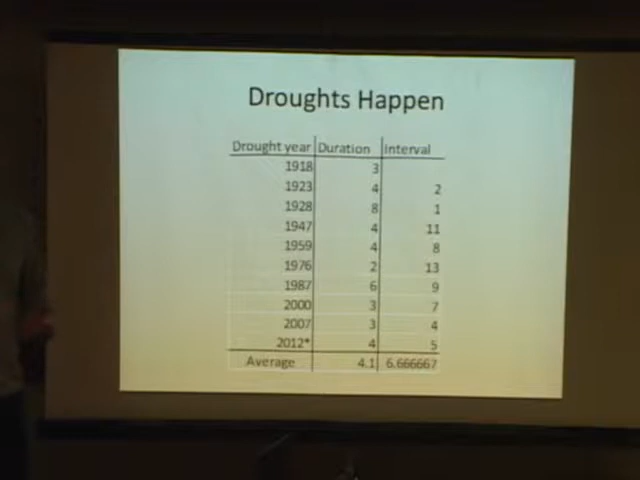 Droughts Happen
Drought year Duration Interval
1918 3
1923 4 2
1928 8 1
1947 4 11
1959 4 8
1976 2 13
1987 6 9
2000 3 7
2007 3 4
2012* 4 5
Average 4.1 6.666667